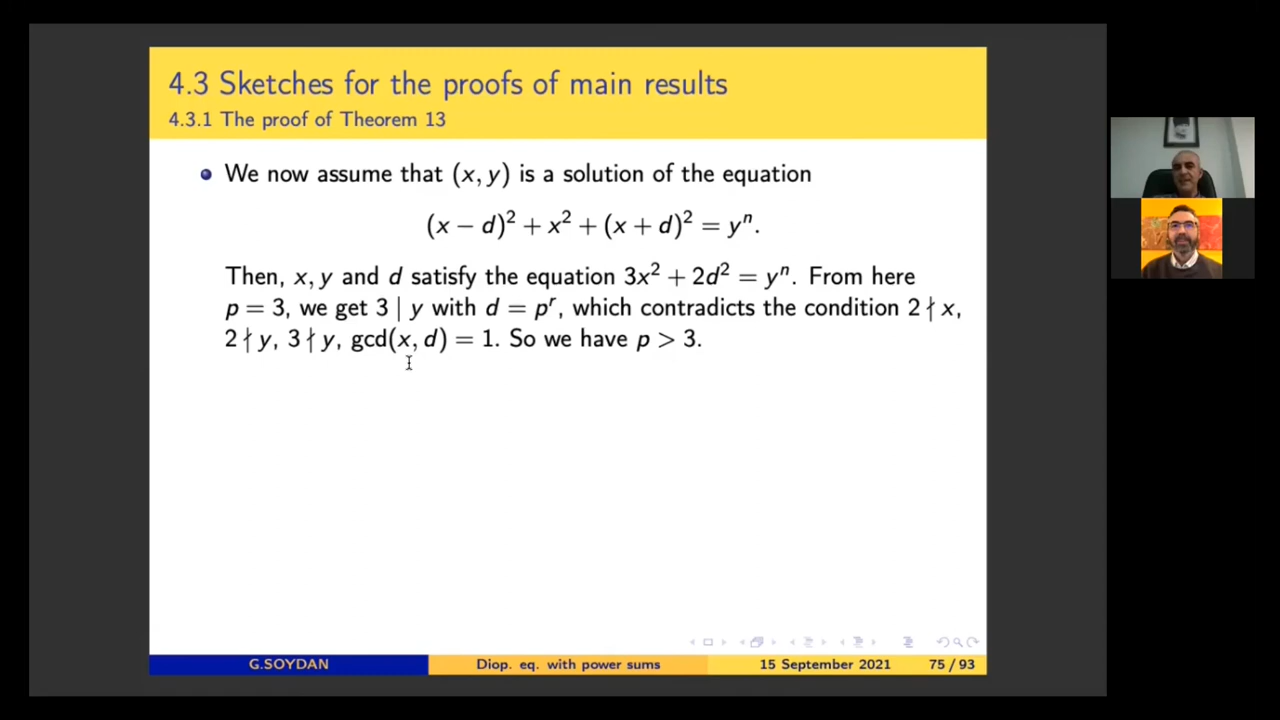 4.3 Sketches for the proofs of main results
4.3.1 The proof of Theorem 13
We now assume that (x, y) is a solution of the equation
(x − d)² + x² + (x + d)² = yⁿ.
Then, x, y and d satisfy the equation 3x² + 2d² = yⁿ. From here
p = 3, we get 3 | y with d = pʳ, which contradicts the condition 2 ∤ x,
2 ∤ y, 3 ∤ y, gcd(x, d) = 1. So we have p > 3.
G.SOYDAN Diop. eq. with power sums 15 September 2021 75 / 93